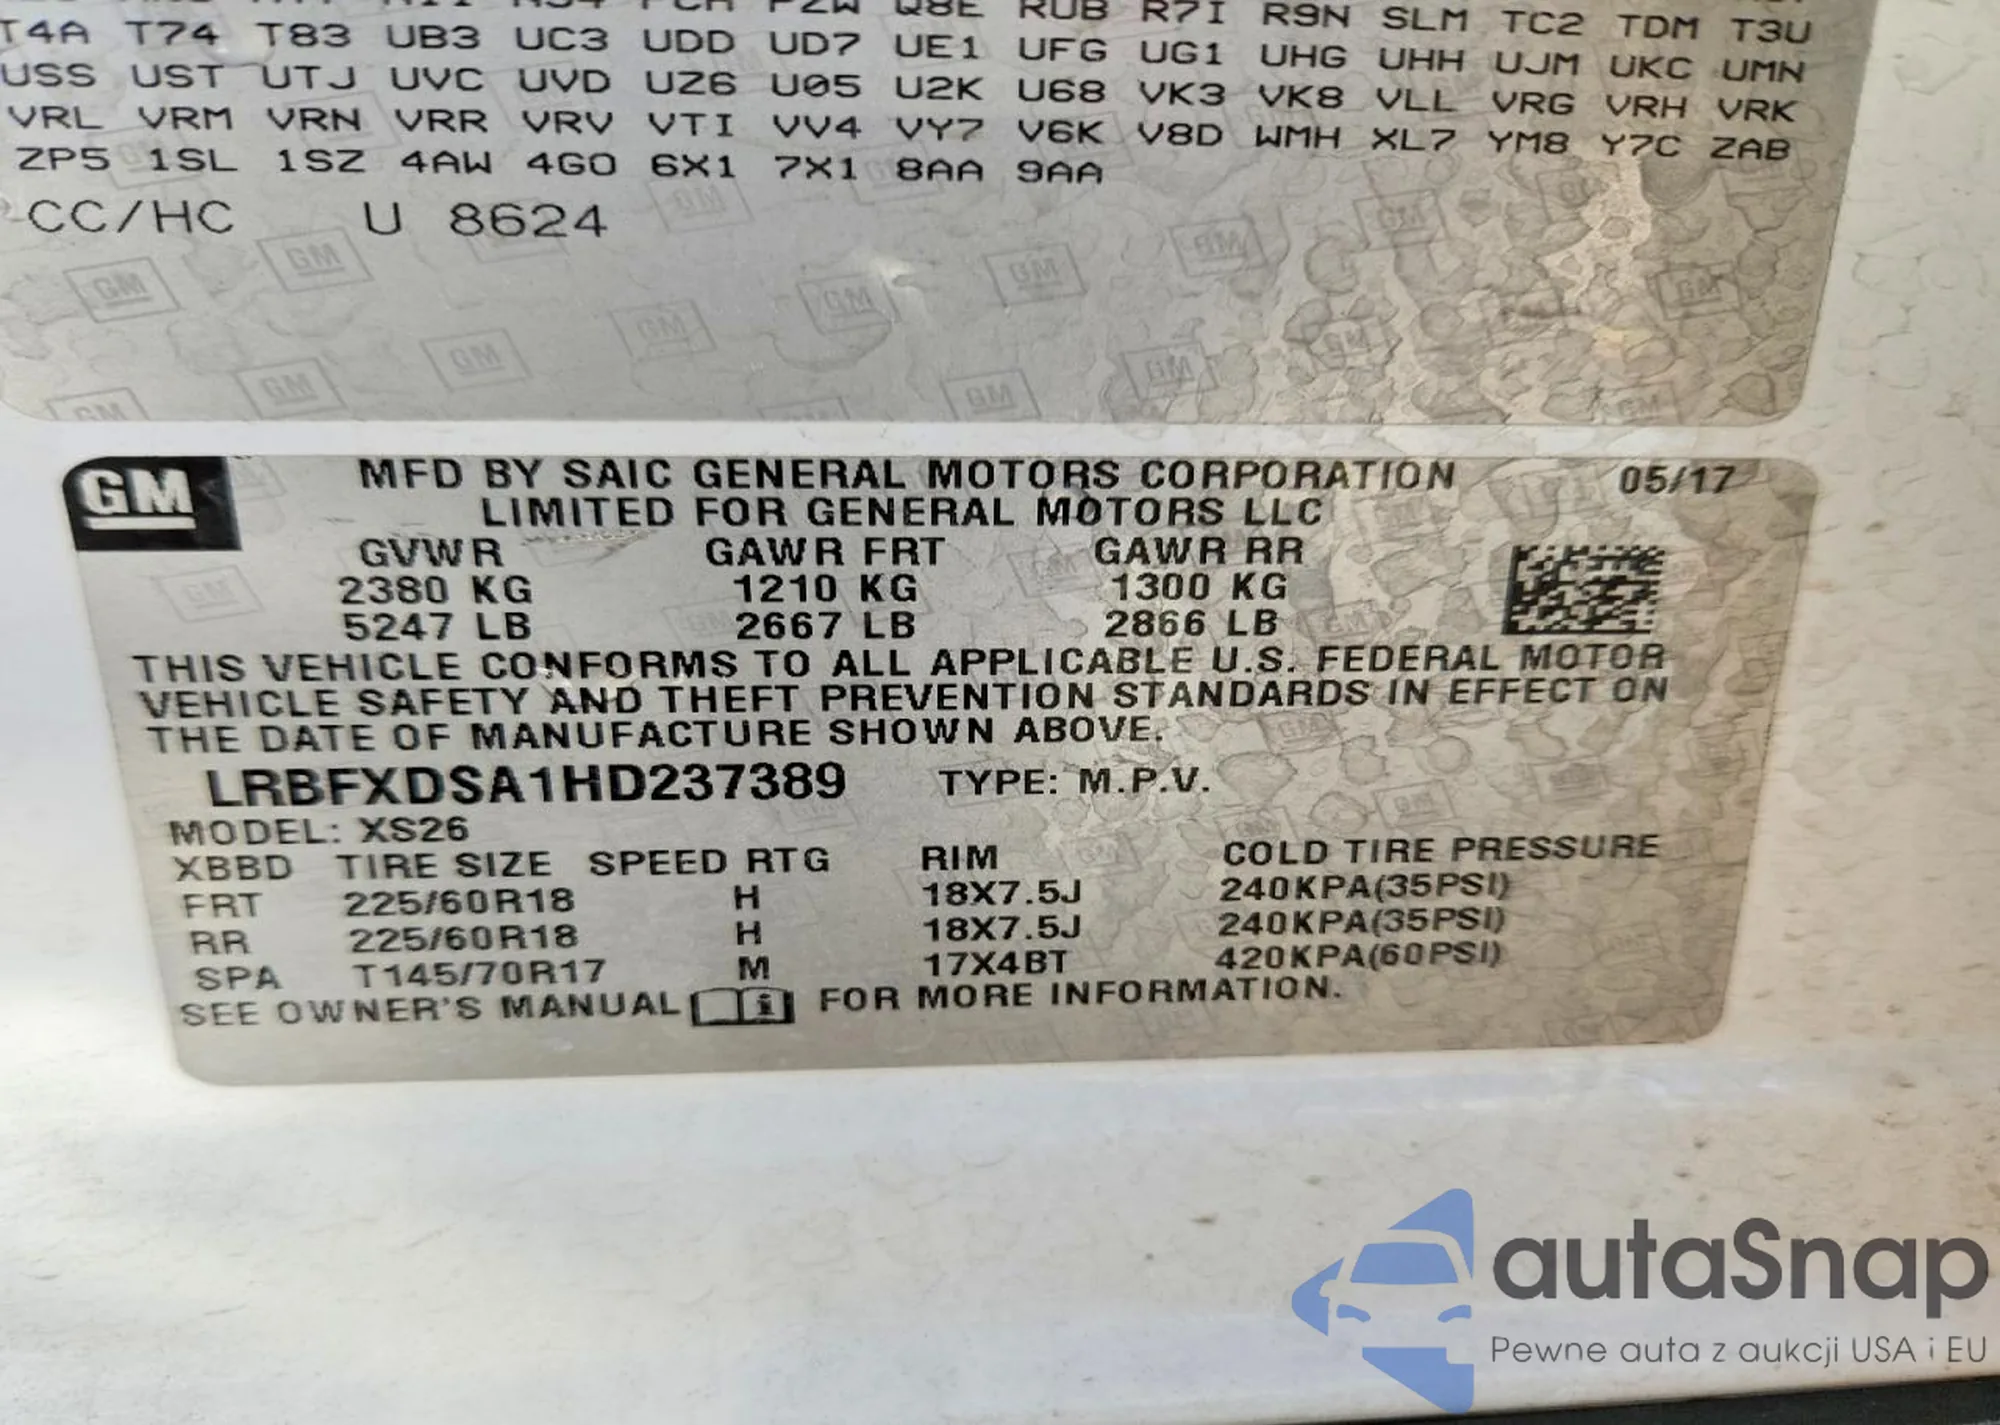 T4A T74 T83 UB3 UC3 UDD UD7 UE1 UFG UG1 UHG UHH UJM UKC UMN
R7I R9N SLM TC2 TDM T3U
USS UST UTJ UVC UVD UZ6 U05 U2K U68 VK3 VK8 VLL VRG VRH VRK
VRL VRM VRN VRR VRV VTI VV4 VY7 V6K V8D WMH XL7 YM8 Y7C ZAB
ZP5 1SL 1SZ 4AW 4GO 6X1 7X1 8AA 9AA
CC/HC U 8624
GM
MFD BY SAIC GENERAL MOTORS CORPORATION 05/17
LIMITED FOR GENERAL MOTORS LLC
GVWR GAWR FRT GAWR RR
2380 KG 1210 KG 1300 KG
5247 LB 2667 LB 2866 LB
THIS VEHICLE CONFORMS TO ALL APPLICABLE U.S. FEDERAL MOTOR
VEHICLE SAFETY AND THEFT PREVENTION STANDARDS IN EFFECT ON
THE DATE OF MANUFACTURE SHOWN ABOVE.
LRBFXDSA1HD237389 TYPE: M.P.V.
MODEL: XS26
XBBD TIRE SIZE SPEED RTG RIM COLD TIRE PRESSURE
FRT 225/60R18 H 18X7.5J 240KPA(35PSI)
RR 225/60R18 H 18X7.5J 240KPA(35PSI)
SPA T145/70R17 M 17X4BT 420KPA(60PSI)
SEE OWNER'S MANUAL FOR MORE INFORMATION.
autaSnap
Pewne auta z aukcji USA i EU